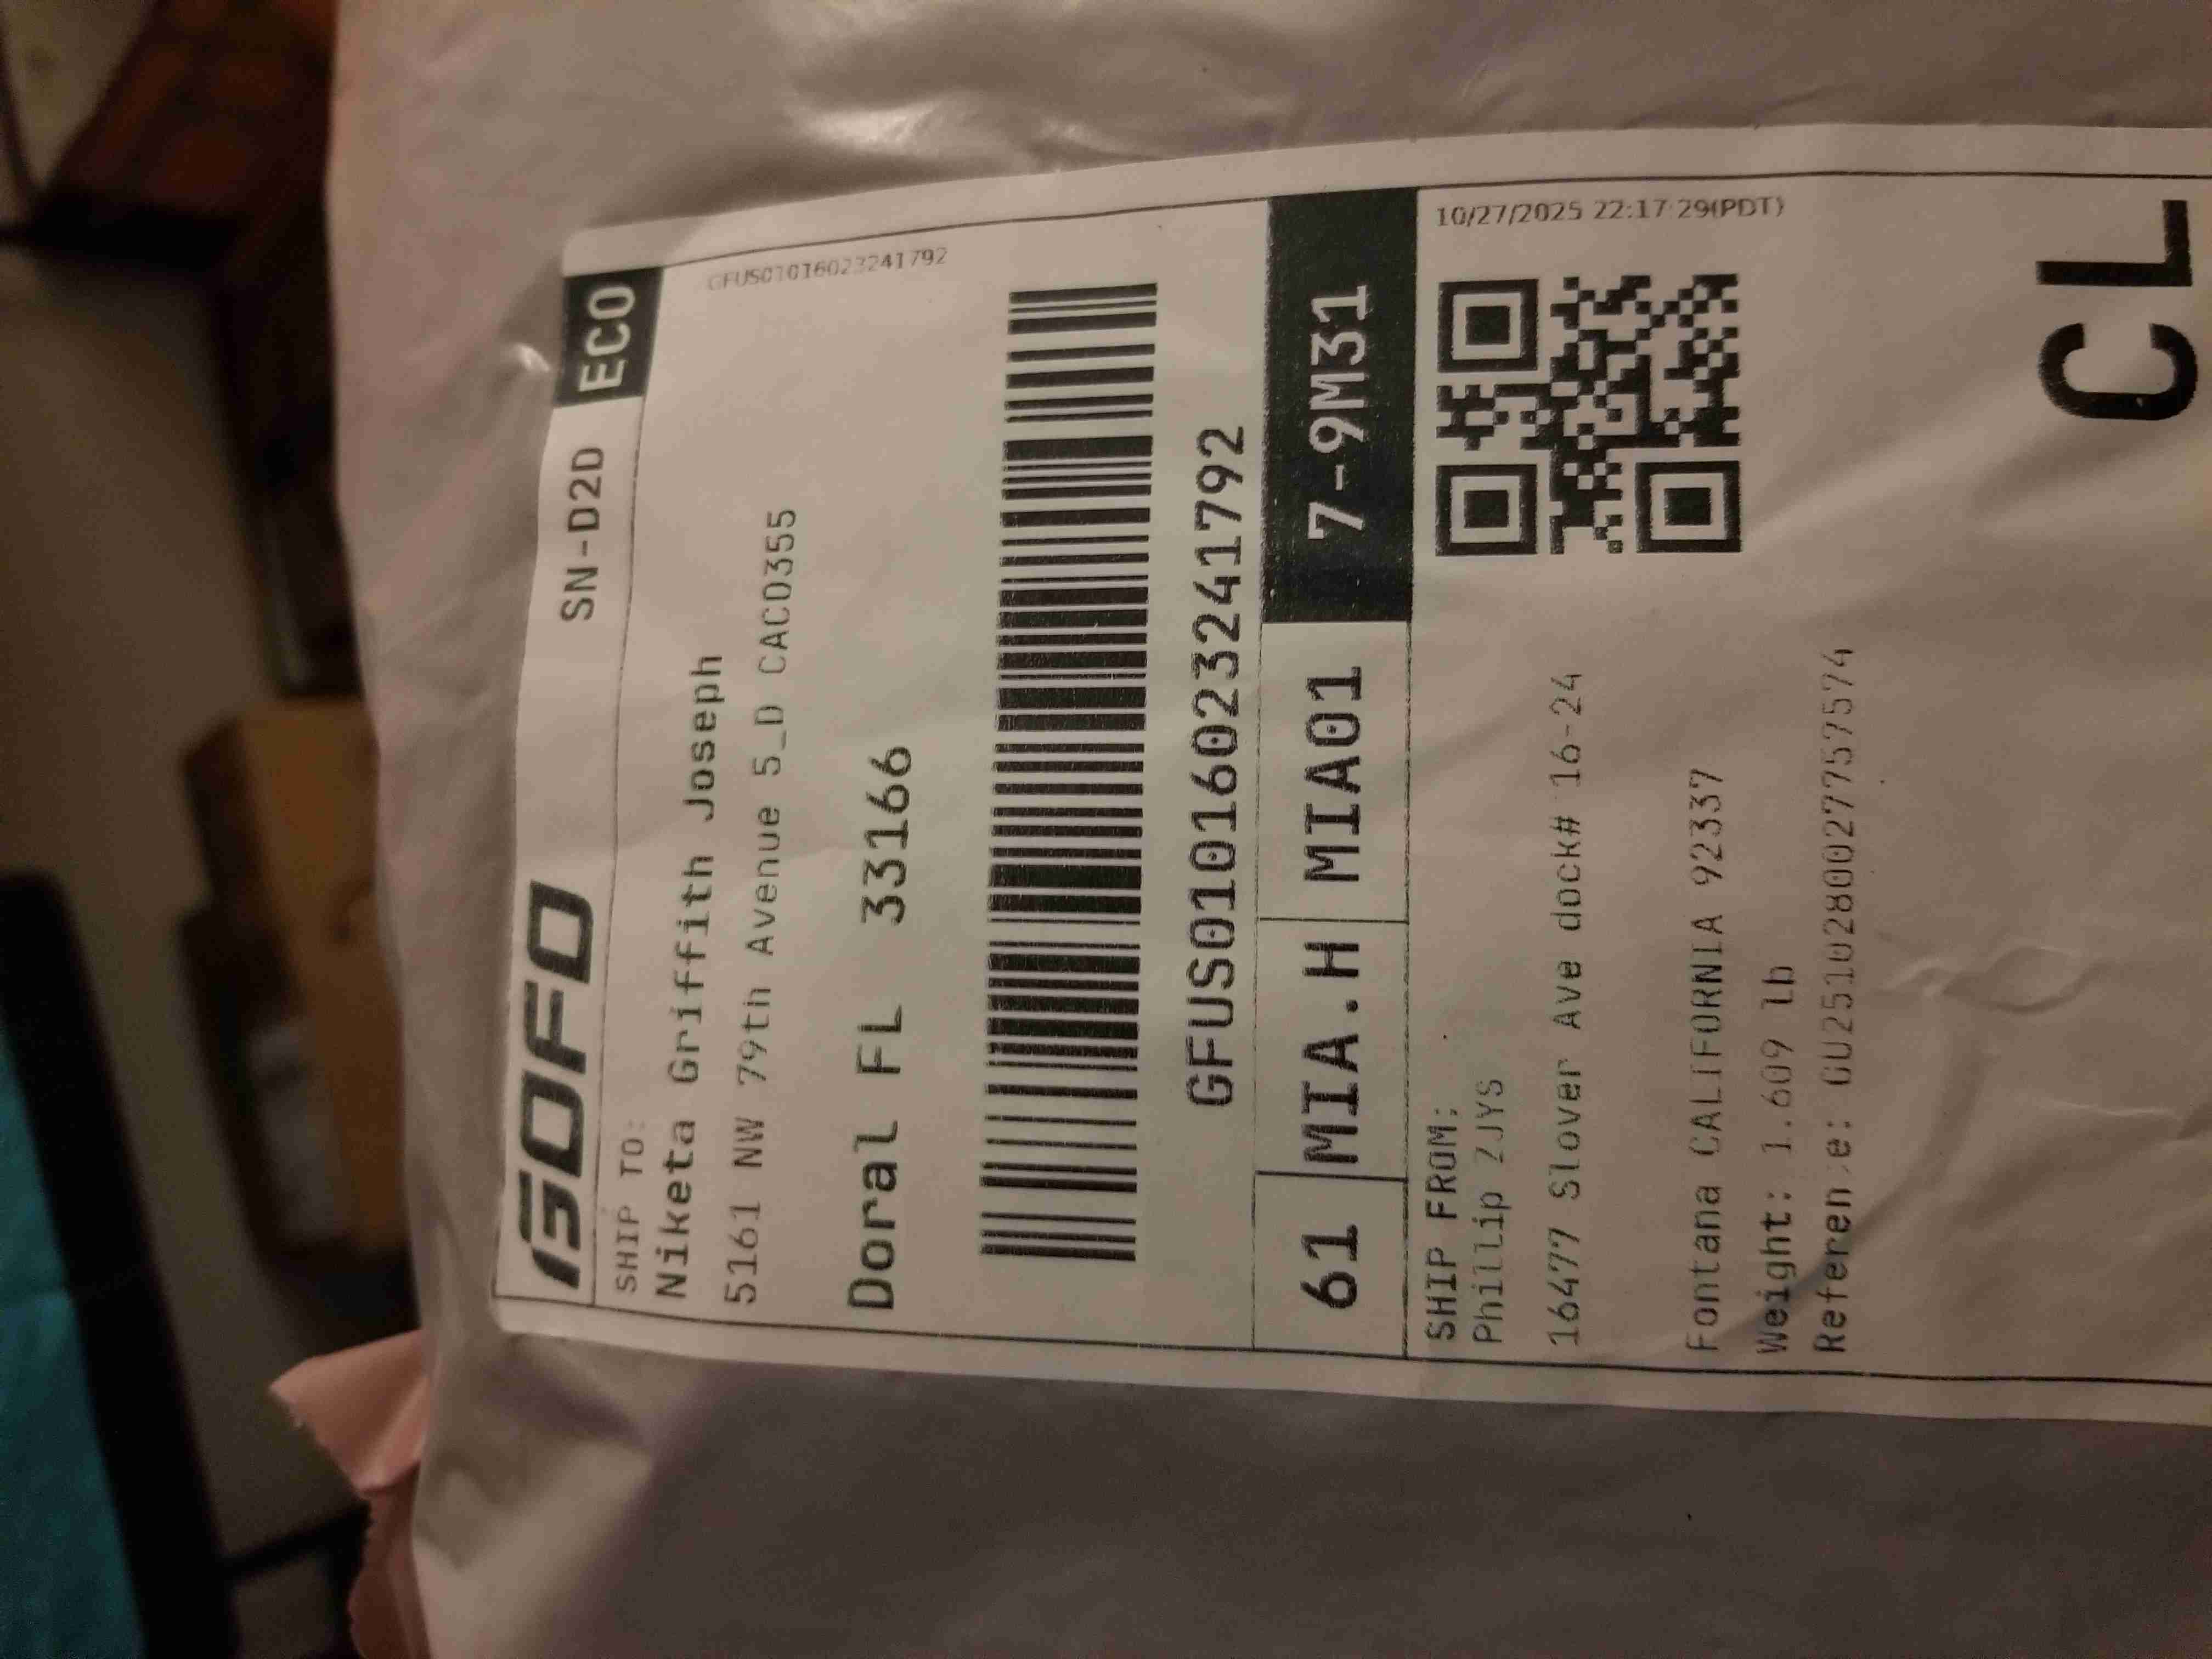 GOFO
SN-D2D
ECO
SHIP TO:
GFUS01016023241792
Niketa Griffith Joseph
5161 NW 79th Avenue 5_D CAC0355
Doral FL 33166
GFUS01016023241792
61 MIA.H MIA01 7-9M31
SHIP FROM:
10/27/2025 22:17:29(PDT)
Phillip ZJYS
16477 Slover Ave dock# 16-24
Fontana CALIFORNIA 92337
Weight: 1.609 lb
GU2510280027757574
CL